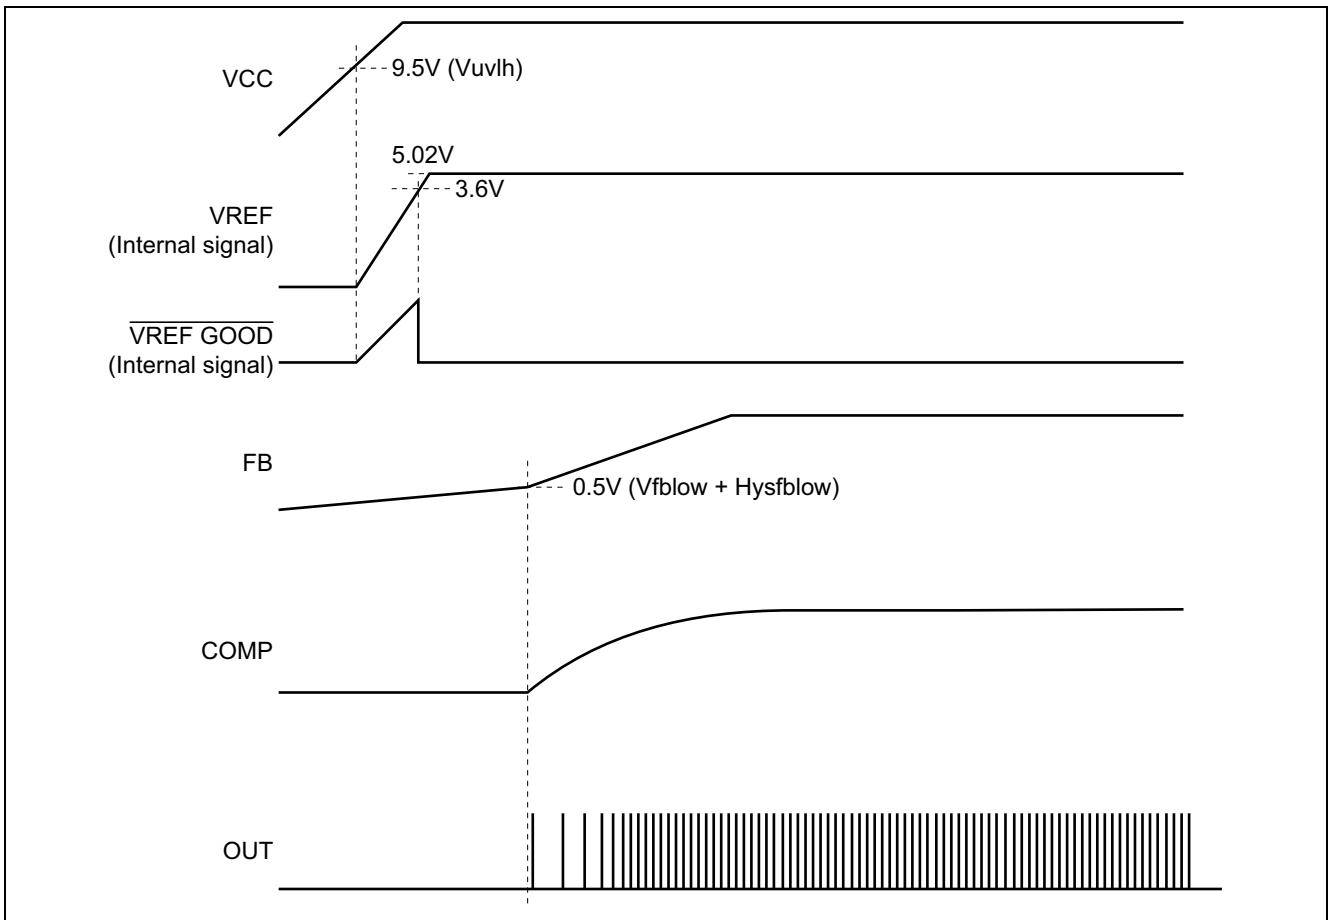 VCC
9.5V (Vuvlh)
5.02V
3.6V
VREF
(Internal signal)
VREF GOOD
(Internal signal)
FB
0.5V (Vfblow + Hysfblow)
COMP
OUT